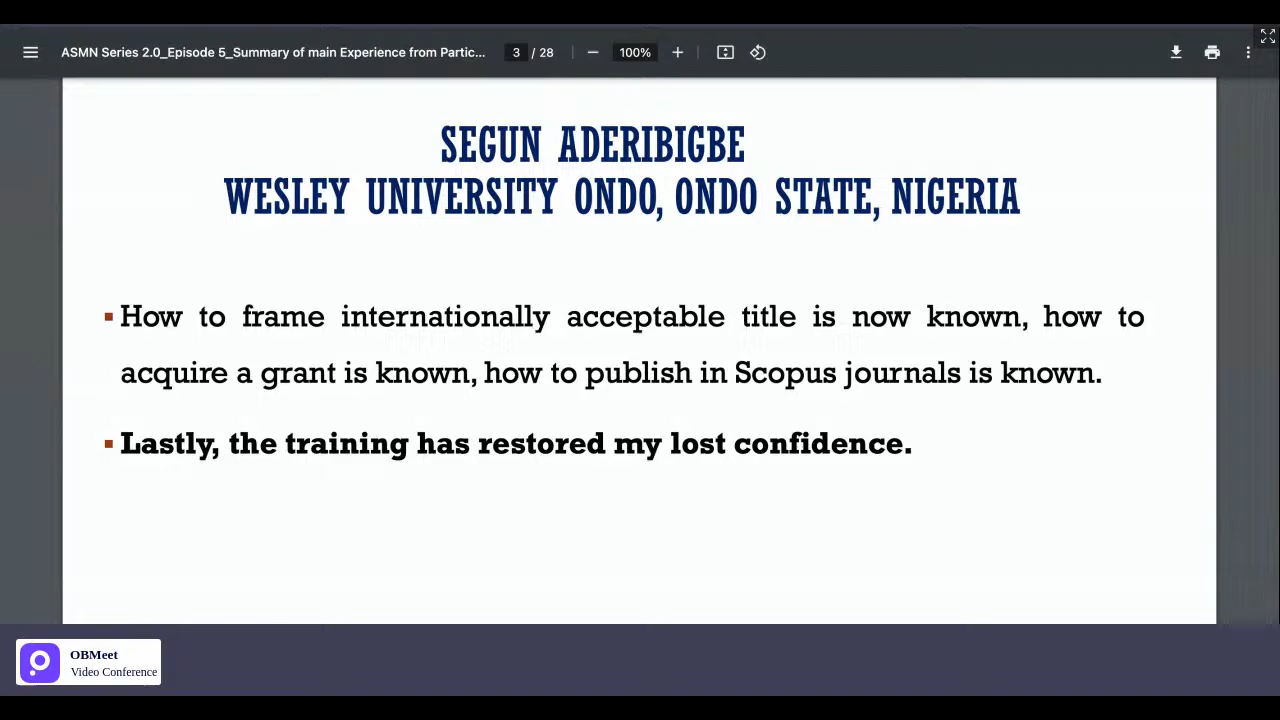 ASMN Series 2.0_Episode 5_Summary of main Experience from Partic... 3 / 28 100%
SEGUN ADERIBIGBE
WESLEY UNIVERSITY ONDO, ONDO STATE, NIGERIA
▪ How to frame internationally acceptable title is now known, how to
acquire a grant is known, how to publish in Scopus journals is known.
▪ Lastly, the training has restored my lost confidence.
OBMeet
Video Conference